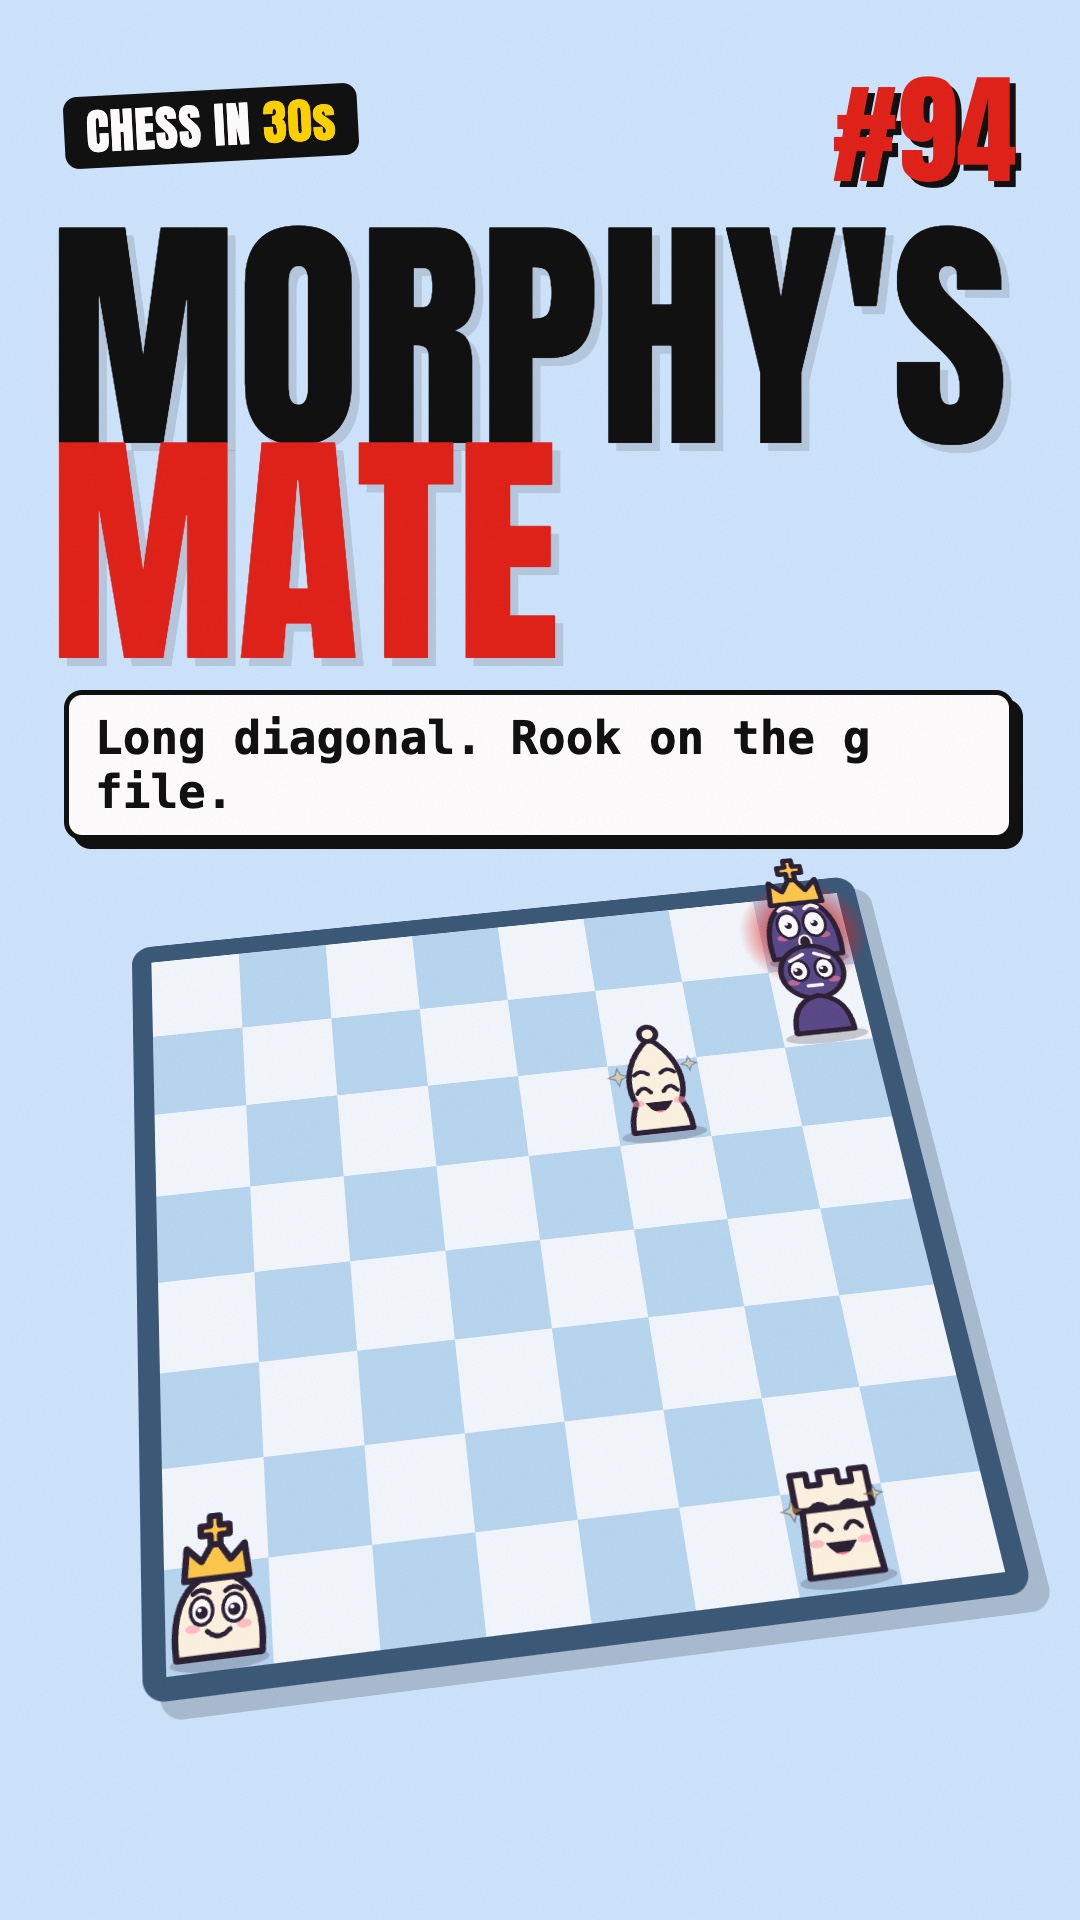 CHESS IN 30s
#94
MORPHY'S
MATE
Long diagonal. Rook on the g
file.